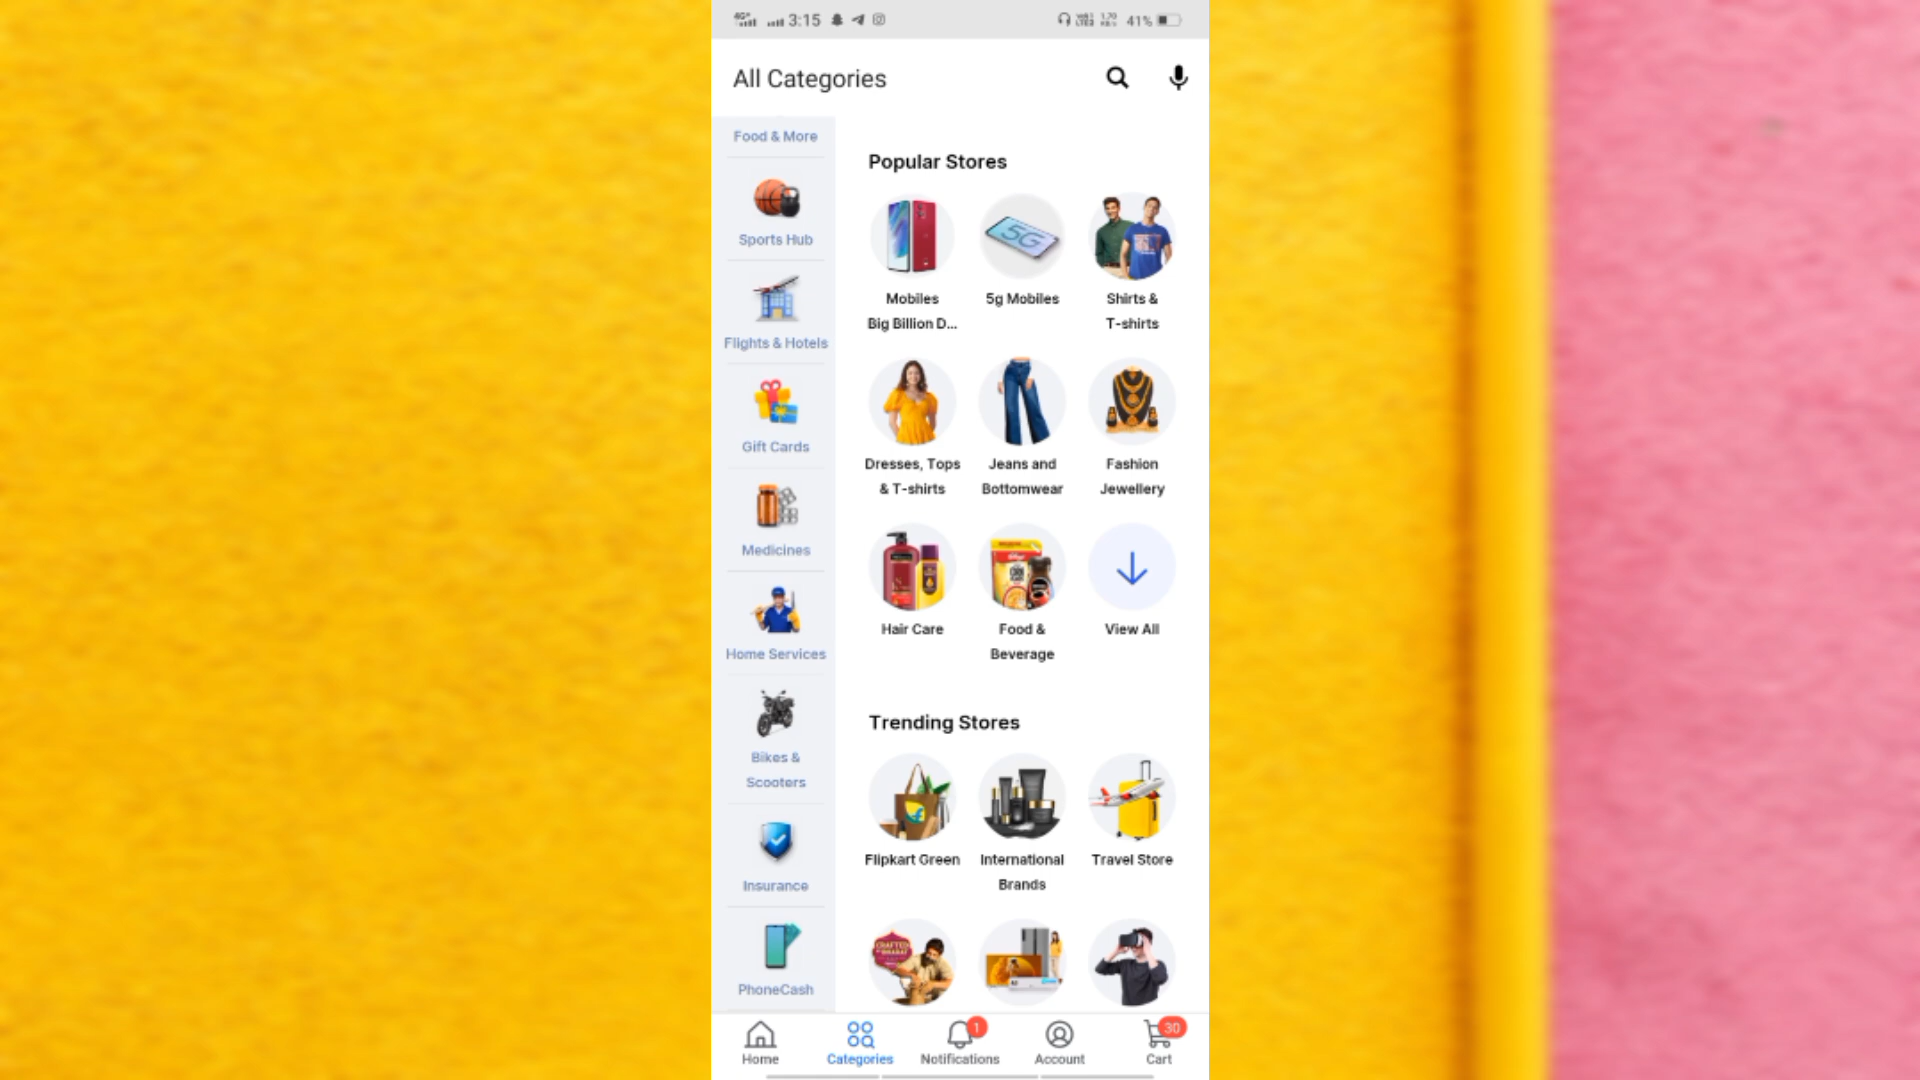 3:15
41%
All Categories
Food & More
Sports Hub
Flights & Hotels
Gift Cards
Medicines
Home Services
Bikes &
Scooters
Insurance
PhoneCash
Popular Stores
Mobiles
Big Billion D...
5g Mobiles
Shirts &
T-shirts
5G
Dresses, Tops
& T-shirts
Jeans and
Bottomwear
Fashion
Jewellery
Hair Care
Food &
Beverage
View All
Trending Stores
Flipkart Green
International
Brands
Travel Store
CRAFTED
Home
Categories
1
Notifications
Account
30
Cart